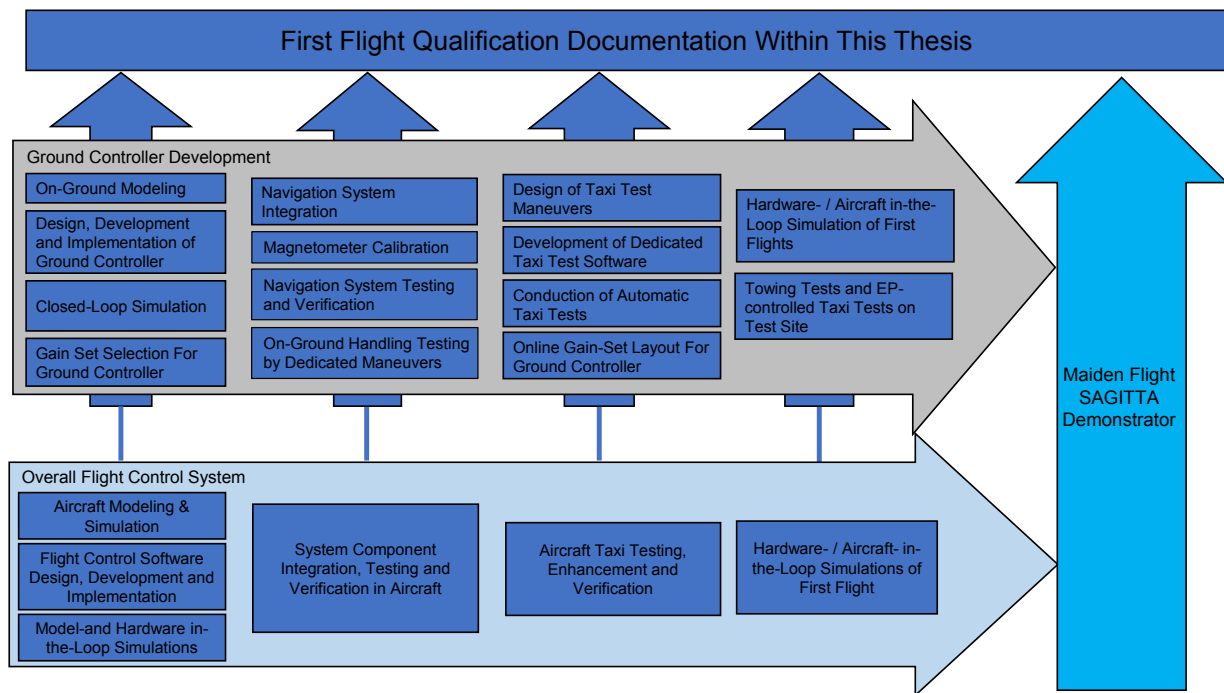 First Flight Qualification Documentation Within This Thesis
Ground Controller Development
On-Ground Modeling
Design, Development
and Implementation of
Ground Controller
Closed-Loop Simulation
Gain Set Selection For
Ground Controller
Navigation System
Integration
Magnetometer Calibration
Navigation System Testing
and Verification
On-Ground Handling Testing
by Dedicated Maneuvers
Design of Taxi Test
Maneuvers
Development of Dedicated
Taxi Test Software
Conduction of Automatic
Taxi Tests
Online Gain-Set Layout For
Ground Controller
Hardware- / Aircraft in-the-
Loop Simulation of First
Flights
Towing Tests and EP-
controlled Taxi Tests on
Test Site
Maiden Flight
SAGITTA
Demonstrator
Overall Flight Control System
Aircraft Modeling &
Simulation
Flight Control Software
Design, Development and
Implementation
Model-and Hardware in-
the-Loop Simulations
System Component
Integration, Testing and
Verification in Aircraft
Aircraft Taxi Testing,
Enhancement and
Verification
Hardware- / Aircraft- in-
the-Loop Simulations of
First Flight